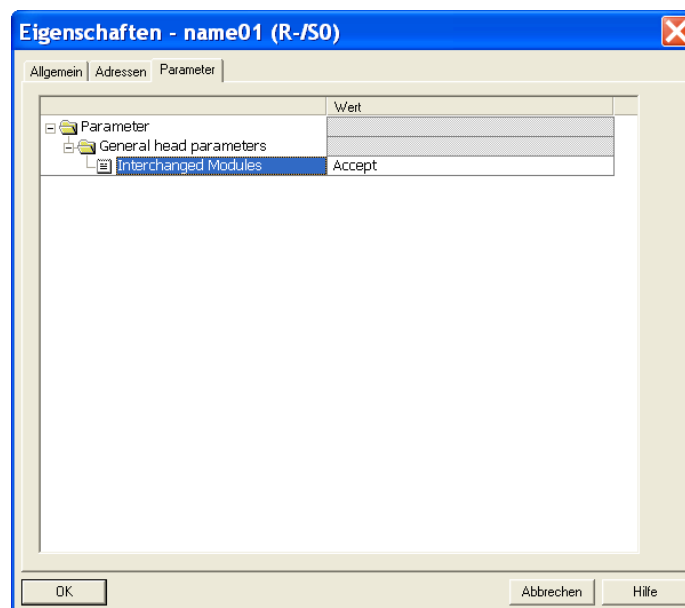 Eigenschaften - name01 (R-/S0)
Allgemein Adressen Parameter
Wert
Parameter
General head parameters
Interchanged Modules Accept
OK Abbrechen Hilfe